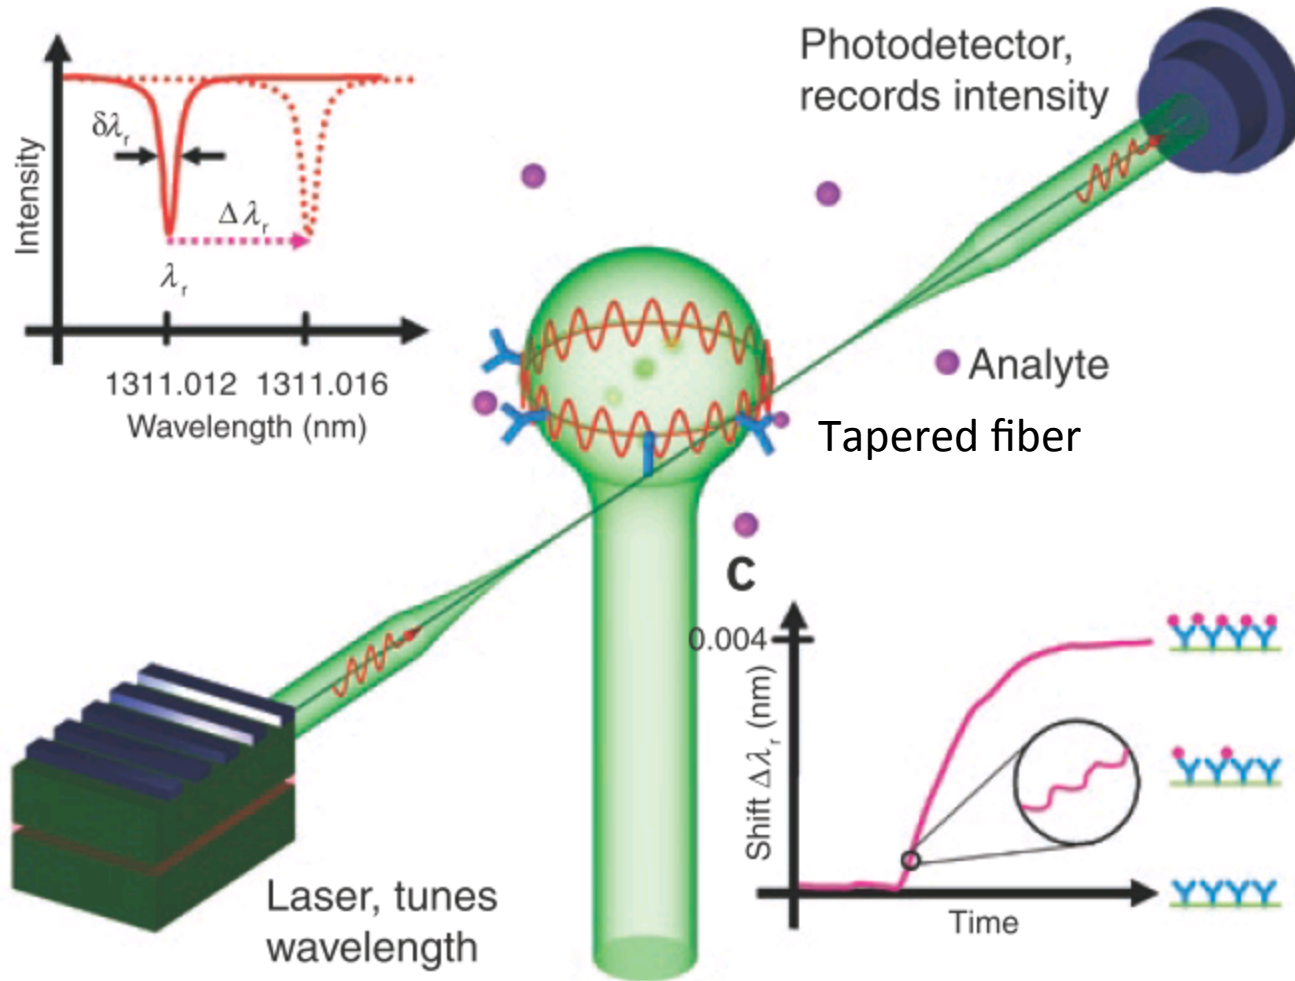 Photodetector,
records intensity
Intensity
δλr
Δλr
λr
1311.012 1311.016
Wavelength (nm)
Analyte
Tapered fiber
C
0.004
Shift Δλr (nm)
Time
Laser, tunes
wavelength